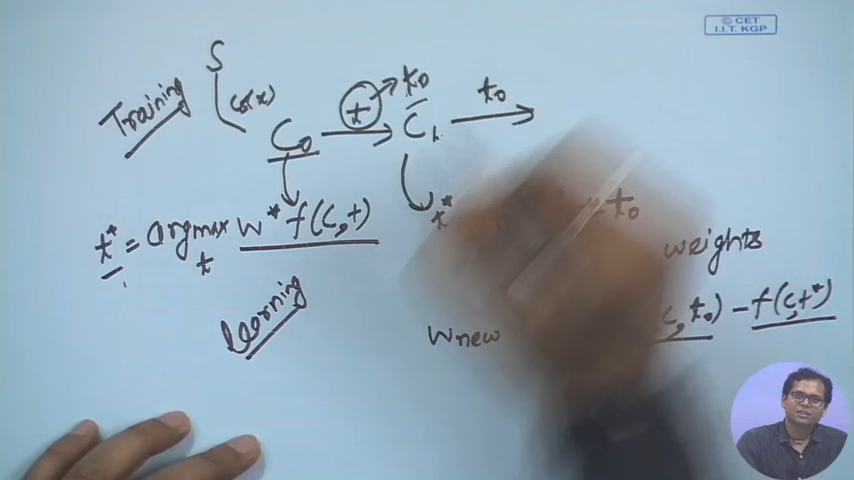 © CET
I.I.T. KGP
Training
S
C₀(x)
C₀ t → t₀ C₁ t₀ →
t* = argmax w* f(c, t)
t
t*
t₀
weights
Learning
Wnew
c, t₀) − f(c, t*)